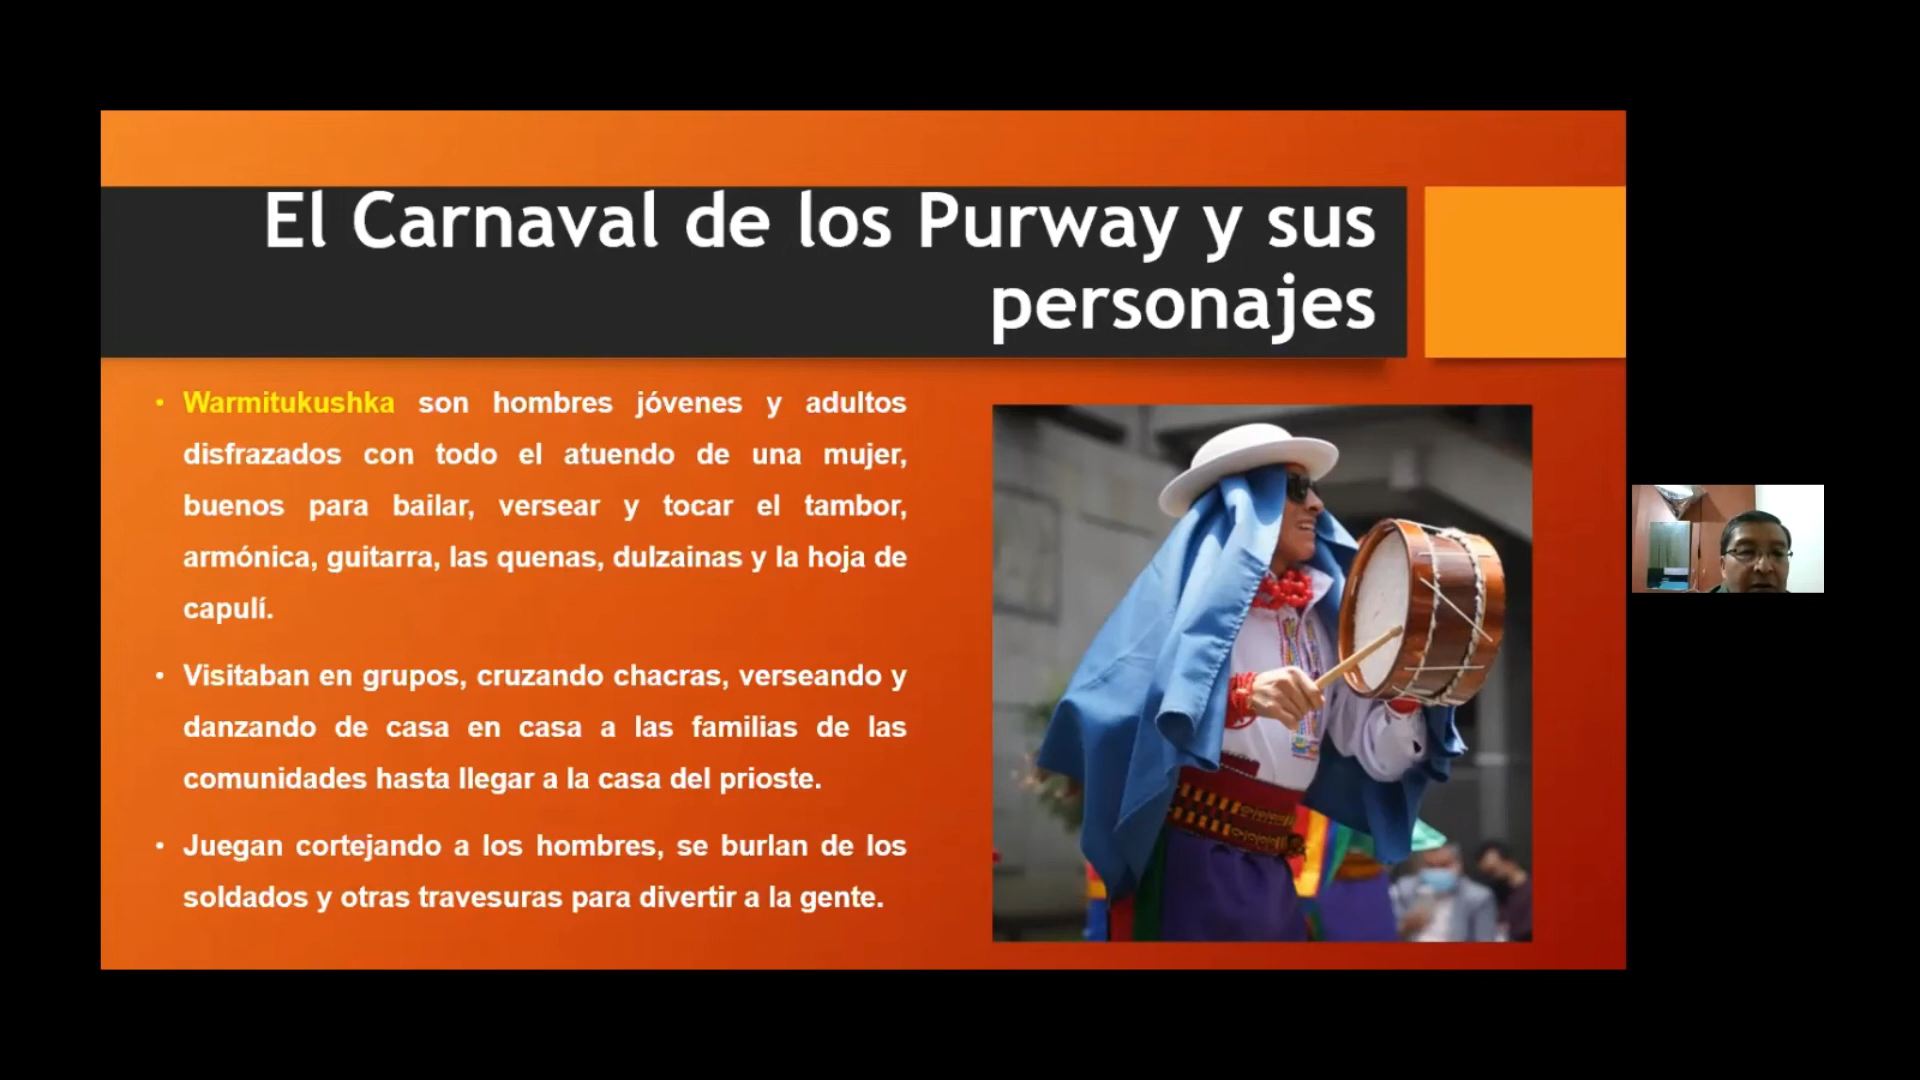 El Carnaval de los Purway y sus
personajes
• Warmitukushka son hombres jóvenes y adultos
disfrazados con todo el atuendo de una mujer,
buenos para bailar, versear y tocar el tambor,
armónica, guitarra, las quenas, dulzainas y la hoja de
capulí.
• Visitaban en grupos, cruzando chacras, verseando y
danzando de casa en casa a las familias de las
comunidades hasta llegar a la casa del prioste.
• Juegan cortejando a los hombres, se burlan de los
soldados y otras travesuras para divertir a la gente.